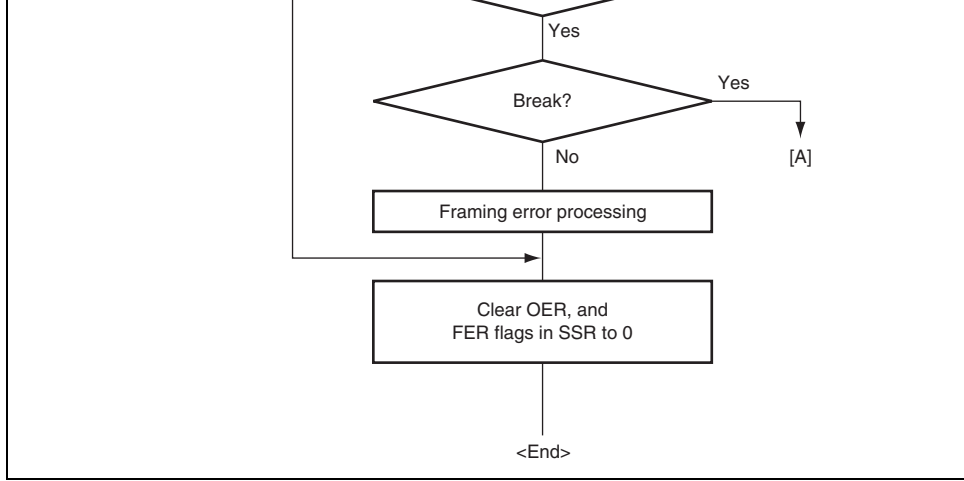 Yes
Break?
Yes
No
[A]
Framing error processing
Clear OER, and
FER flags in SSR to 0
<End>